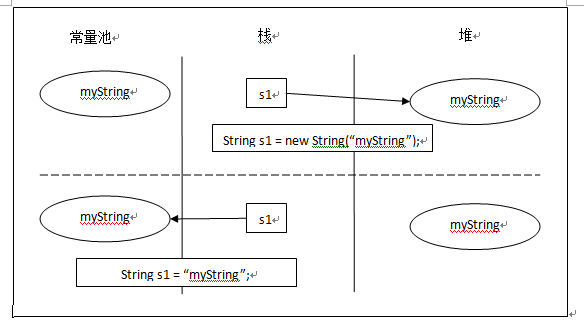 常量池 栈 堆
myString s1 myString
String s1 = new String(“myString”);
myString s1 myString
String s1 = “myString”;